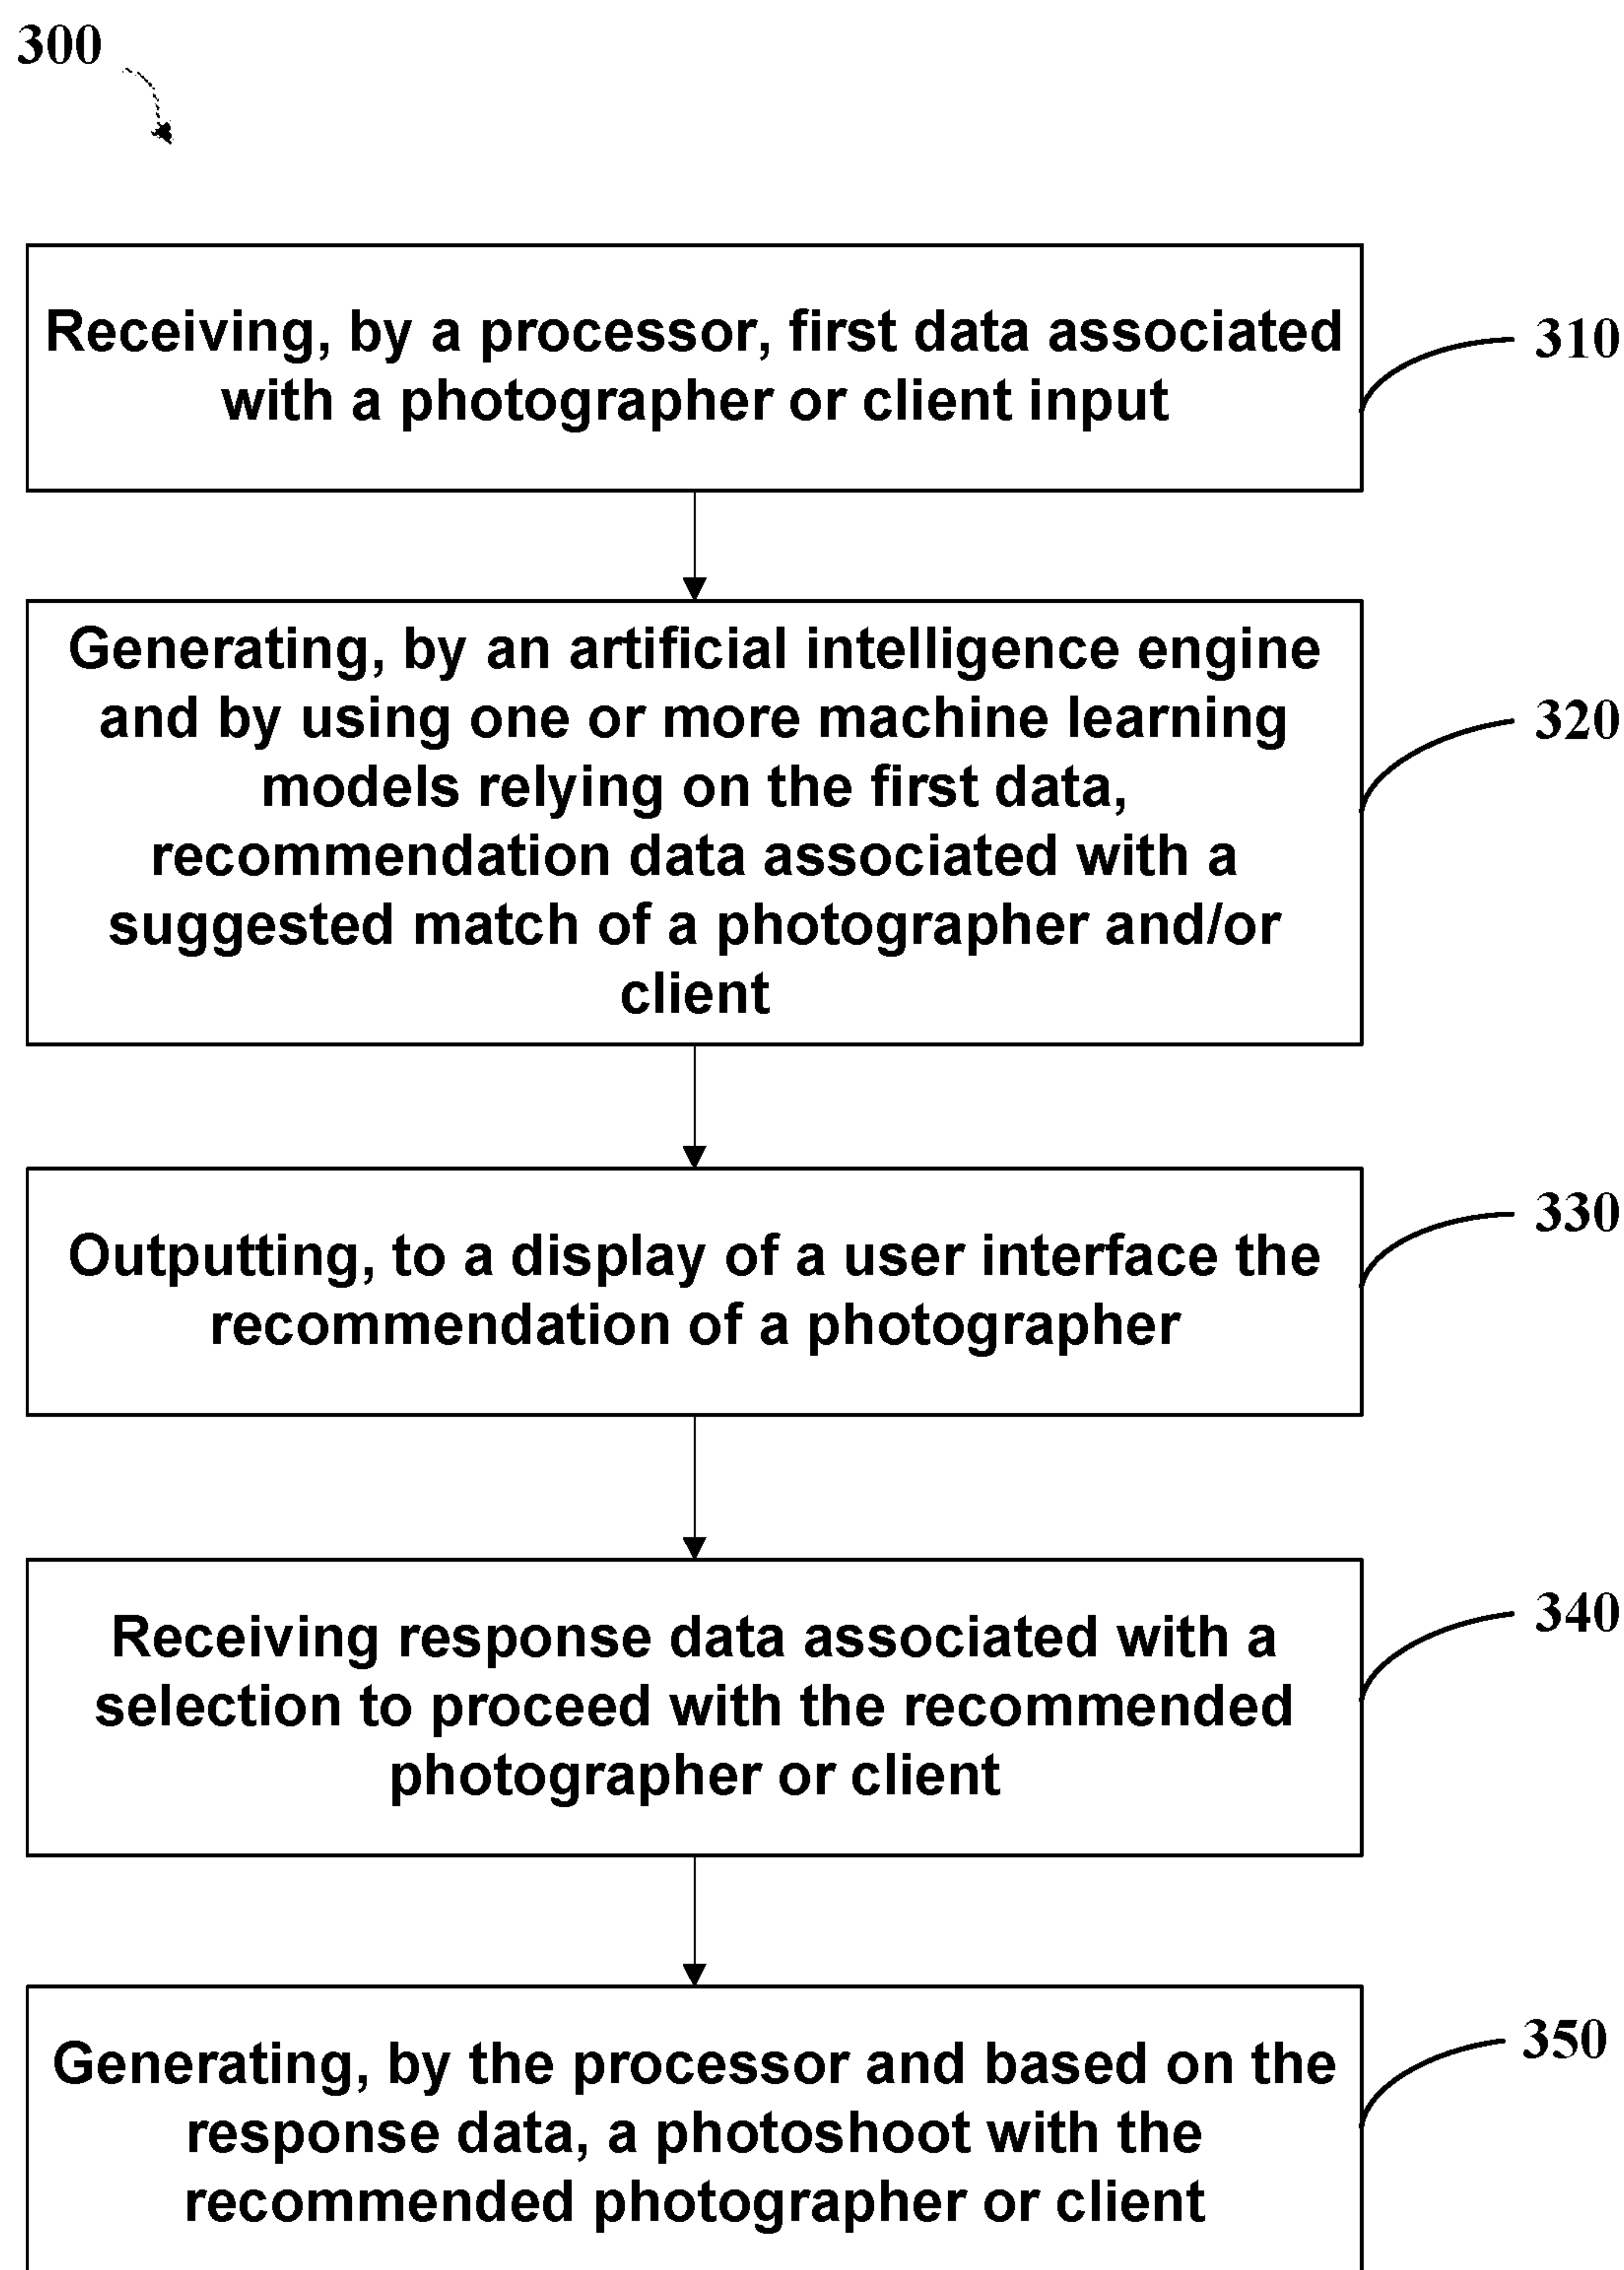 300
Receiving, by a processor, first data associated
with a photographer or client input
310
Generating, by an artificial intelligence engine
and by using one or more machine learning
models relying on the first data,
recommendation data associated with a
suggested match of a photographer and/or
client
320
Outputting, to a display of a user interface the
recommendation of a photographer
330
Receiving response data associated with a
selection to proceed with the recommended
photographer or client
340
Generating, by the processor and based on the
response data, a photoshoot with the
recommended photographer or client
350